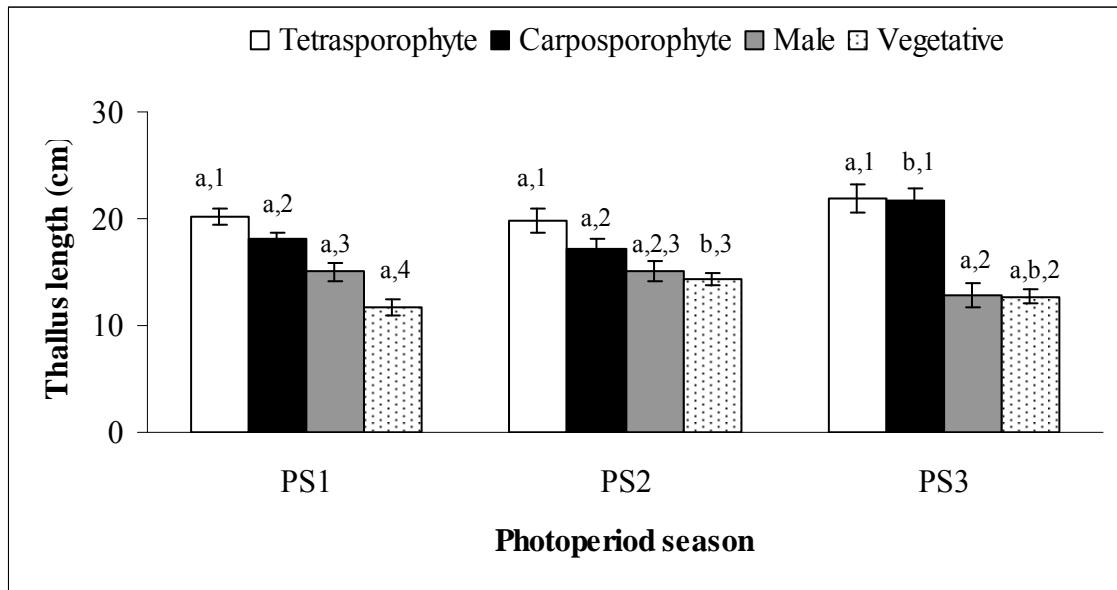 Tetrasporophyte Carposporophyte Male Vegetative
30
20
10
0
Thallus length (cm)
a,1
a,2
a,3
a,4
a,1
a,2
a,2,3
b,3
a,1
b,1
a,2
a,b,2
PS1 PS2 PS3
Photoperiod season